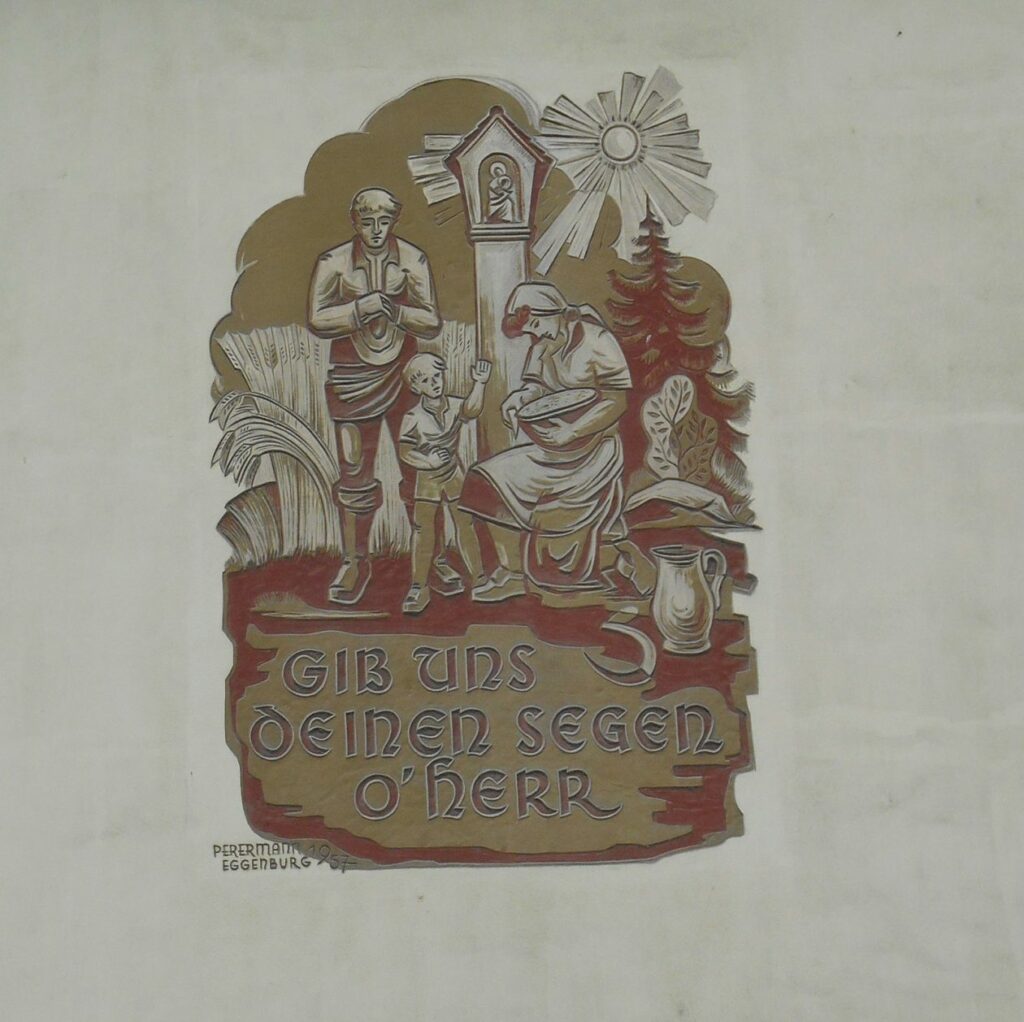 GIB UNS
DEINEN SEGEN
O' HERR
PERERMANN 1957
EGGENBURG